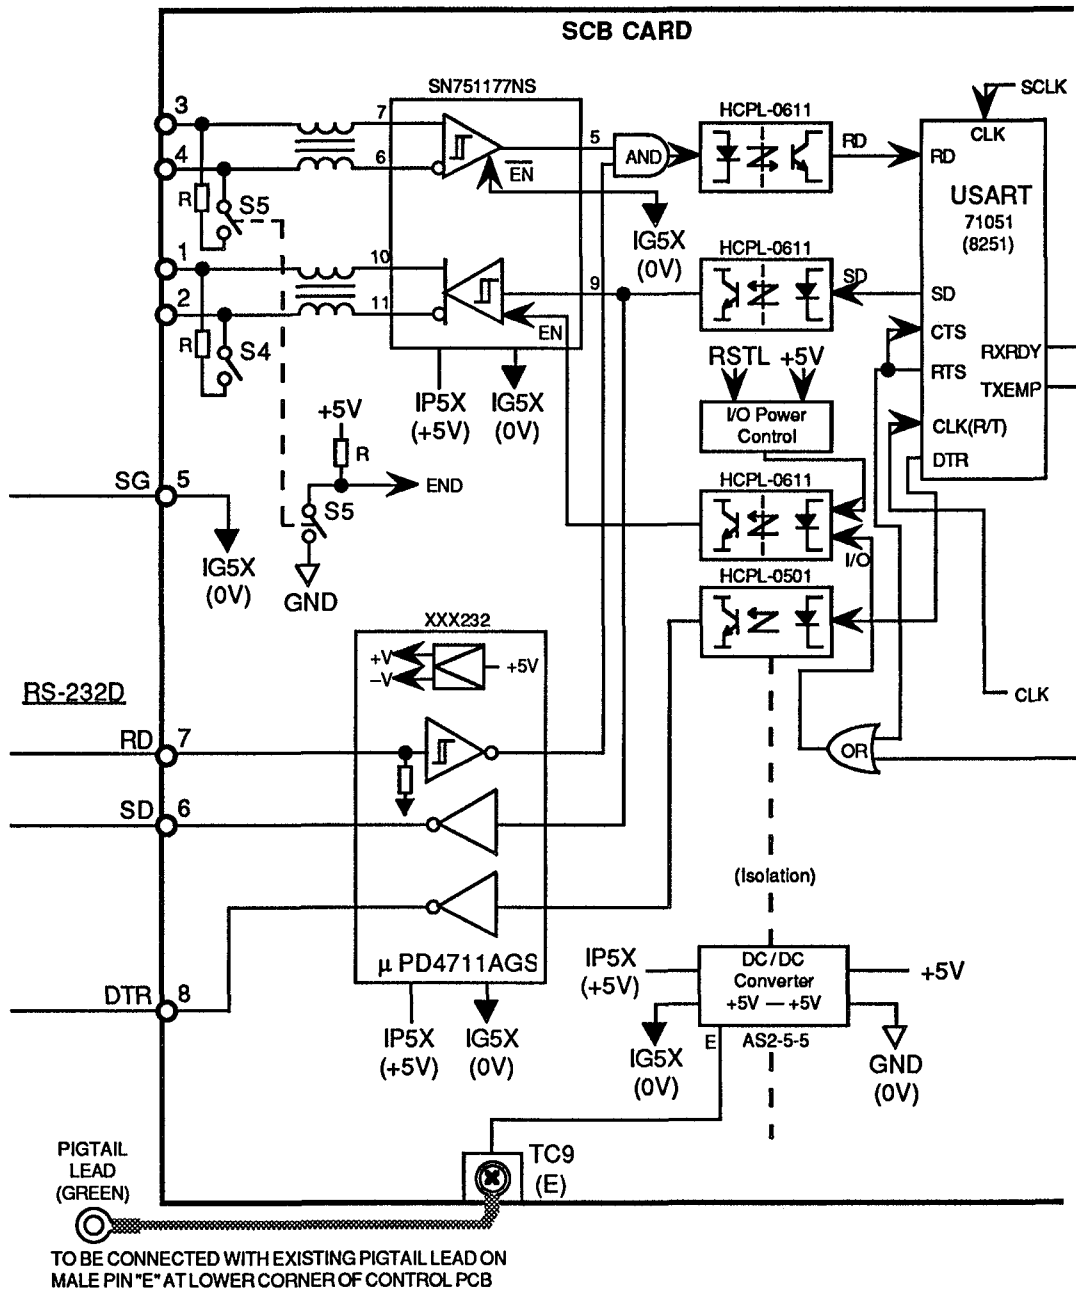 SCB CARD
SN751177NS
HCPL-0611
SCLK
3
7
5
AND
RD
CLK
RD
4
6
EN
USART
71051
(8251)
R
S5
IG5X
(0V)
HCPL-0611
1
10
9
SD
SD
2
11
EN
CTS
R
S4
RSTL +5V
RXRDY
RTS
TXEMP
IP5X
(+5V)
IG5X
(0V)
I/O Power
Control
CLK(R/T)
DTR
+5V
R
SG
5
END
HCPL-0611
S5
IG5X
(0V)
GND
I/O
HCPL-0501
XXX232
+V
-V
+5V
RS-232D
CLK
RD
7
OR
SD
6
(Isolation)
μ PD4711AGS
IP5X
(+5V)
DC/DC
Converter
+5V — +5V
+5V
DTR
8
IP5X
(+5V)
IG5X
(0V)
IG5X
(0V)
E
AS2-5-5
GND
(0V)
PIGTAIL
LEAD
(GREEN)
TC9
(E)
TO BE CONNECTED WITH EXISTING PIGTAIL LEAD ON
MALE PIN "E" AT LOWER CORNER OF CONTROL PCB